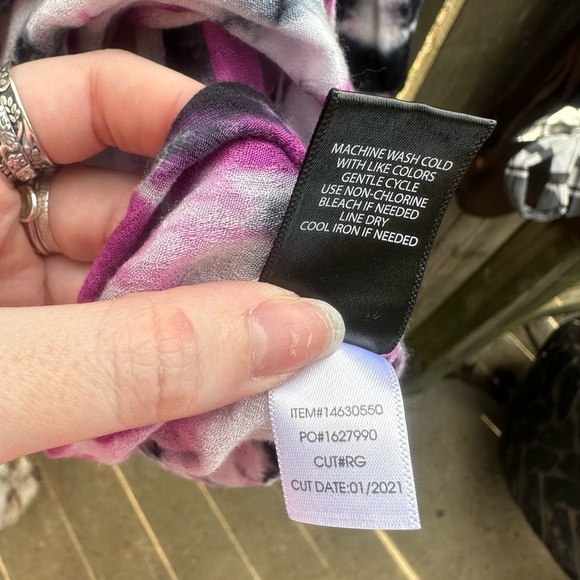 MACHINE WASH COLD
WITH LIKE COLORS
GENTLE CYCLE
USE NON-CHLORINE
BLEACH IF NEEDED
LINE DRY
COOL IRON IF NEEDED
ITEM#14630550
PO#1627990
CUT#RG
CUT DATE:01/2021